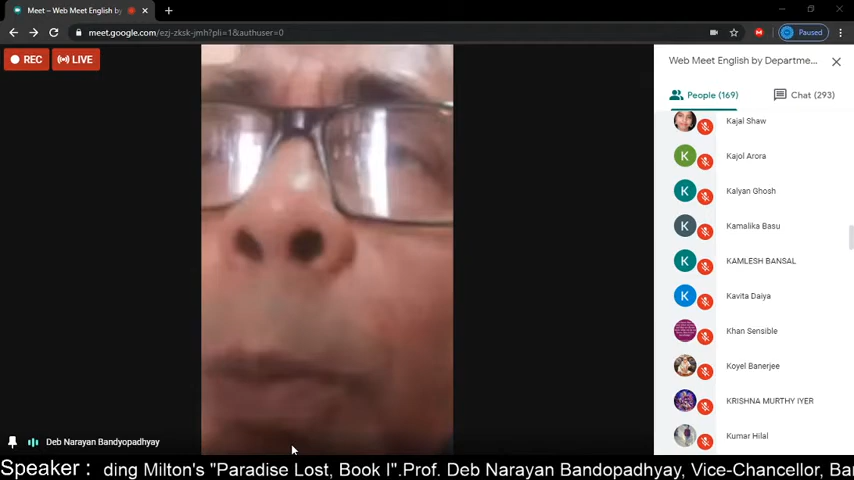 Meet – Web Meet English by
meet.google.com/ezj-zksk-jmh?pli=1&authuser=0
Paused
REC
LIVE
Web Meet English by Departme...
People (169)
Chat (293)
Kajal Shaw
K
Kajol Arora
K
Kalyan Ghosh
K
Kamalika Basu
K
KAMLESH BANSAL
K
Kavita Daiya
Khan Sensible
Koyel Banerjee
KRISHNA MURTHY IYER
Kumar Hilal
Deb Narayan Bandyopadhyay
Speaker : ding Milton's "Paradise Lost, Book I".Prof. Deb Narayan Bandopadhyay, Vice-Chancellor, Ba